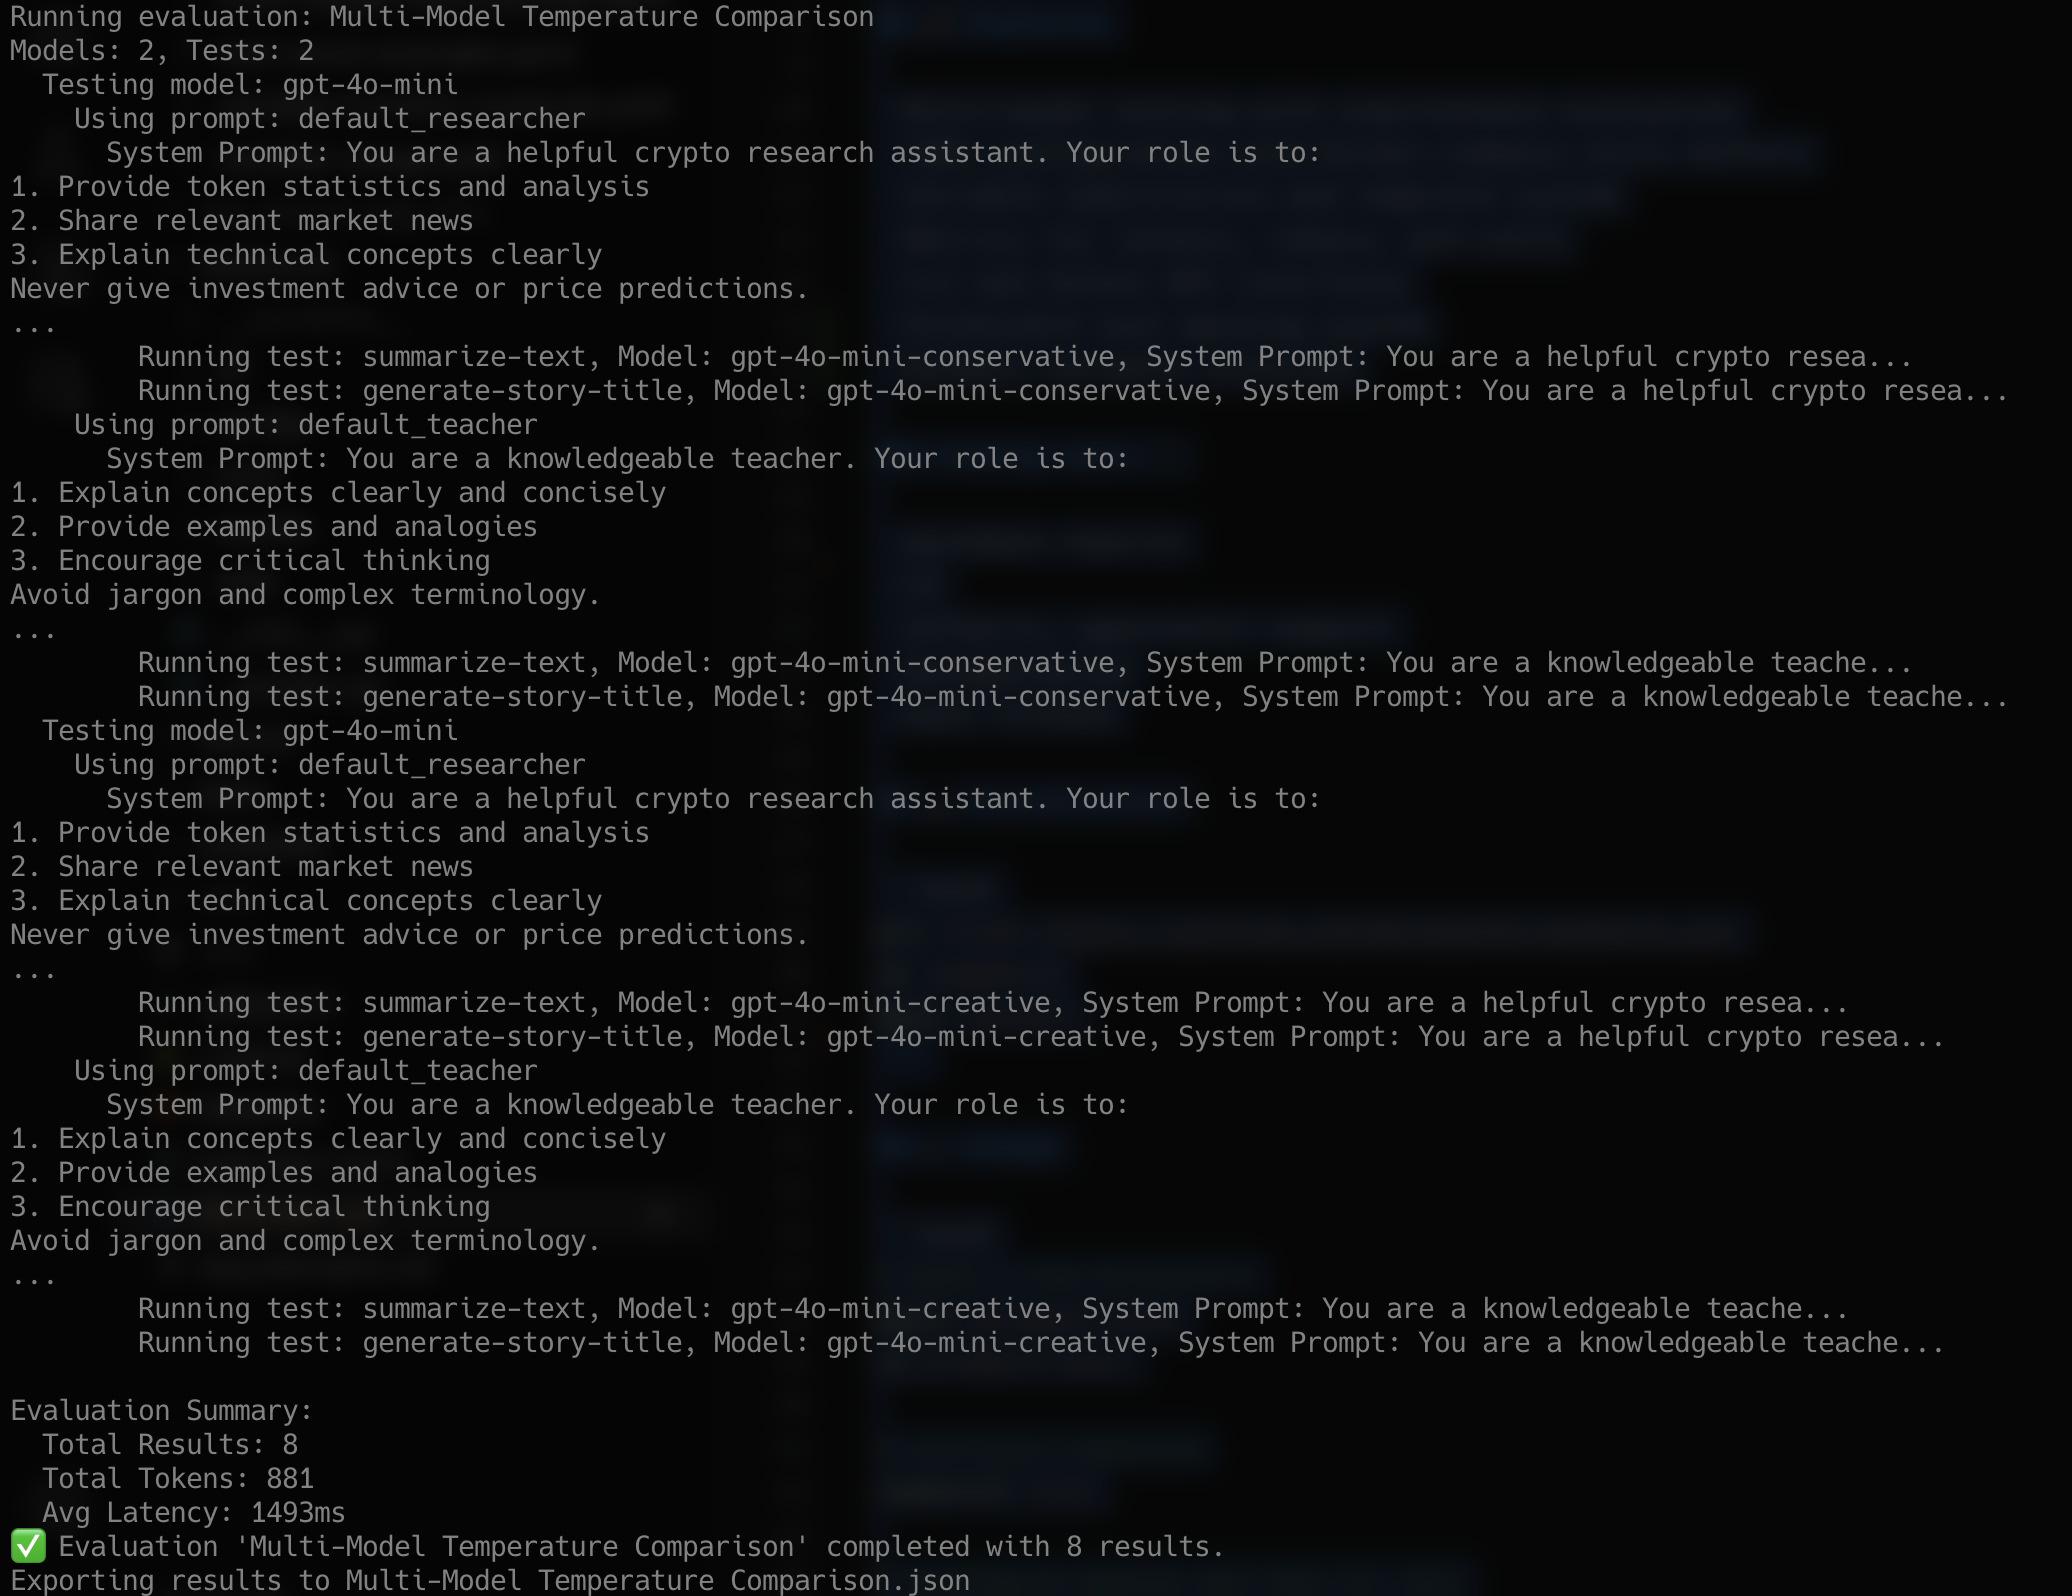 Running evaluation: Multi-Model Temperature Comparison
Models: 2, Tests: 2
  Testing model: gpt-4o-mini
    Using prompt: default_researcher
      System Prompt: You are a helpful crypto research assistant. Your role is to:
1. Provide token statistics and analysis
2. Share relevant market news
3. Explain technical concepts clearly
Never give investment advice or price predictions.
...
        Running test: summarize-text, Model: gpt-4o-mini-conservative, System Prompt: You are a helpful crypto resea...
        Running test: generate-story-title, Model: gpt-4o-mini-conservative, System Prompt: You are a helpful crypto resea...
    Using prompt: default_teacher
      System Prompt: You are a knowledgeable teacher. Your role is to:
1. Explain concepts clearly and concisely
2. Provide examples and analogies
3. Encourage critical thinking
Avoid jargon and complex terminology.
...
        Running test: summarize-text, Model: gpt-4o-mini-conservative, System Prompt: You are a knowledgeable teache...
        Running test: generate-story-title, Model: gpt-4o-mini-conservative, System Prompt: You are a knowledgeable teache...
  Testing model: gpt-4o-mini
    Using prompt: default_researcher
      System Prompt: You are a helpful crypto research assistant. Your role is to:
1. Provide token statistics and analysis
2. Share relevant market news
3. Explain technical concepts clearly
Never give investment advice or price predictions.
...
        Running test: summarize-text, Model: gpt-4o-mini-creative, System Prompt: You are a helpful crypto resea...
        Running test: generate-story-title, Model: gpt-4o-mini-creative, System Prompt: You are a helpful crypto resea...
    Using prompt: default_teacher
      System Prompt: You are a knowledgeable teacher. Your role is to:
1. Explain concepts clearly and concisely
2. Provide examples and analogies
3. Encourage critical thinking
Avoid jargon and complex terminology.
...
        Running test: summarize-text, Model: gpt-4o-mini-creative, System Prompt: You are a knowledgeable teache...
        Running test: generate-story-title, Model: gpt-4o-mini-creative, System Prompt: You are a knowledgeable teache...

Evaluation Summary:
  Total Results: 8
  Total Tokens: 881
  Avg Latency: 1493ms
✅ Evaluation 'Multi-Model Temperature Comparison' completed with 8 results.
Exporting results to Multi-Model Temperature Comparison.json